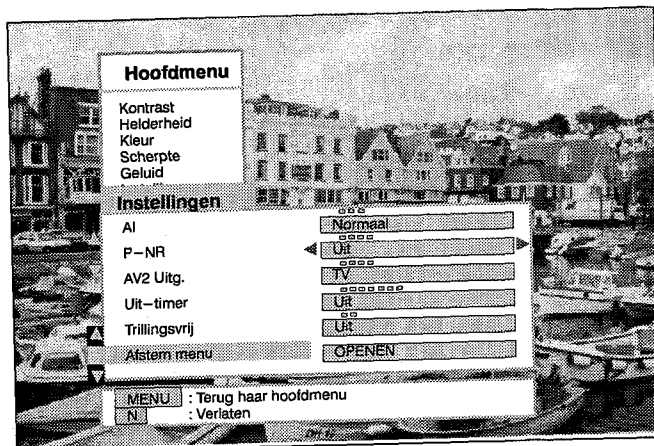 Hoofdmenu
Kontrast
Helderheid
Kleur
Scherpte
Geluid
Instellingen
AI Normaal
P-NR Uit
AV2 Uitg. TV
Uit-timer Uit
Trillingsvrij Uit
Afstem menu OPENEN
MENU : Terug haar hoofdmenu
N : Verlaten